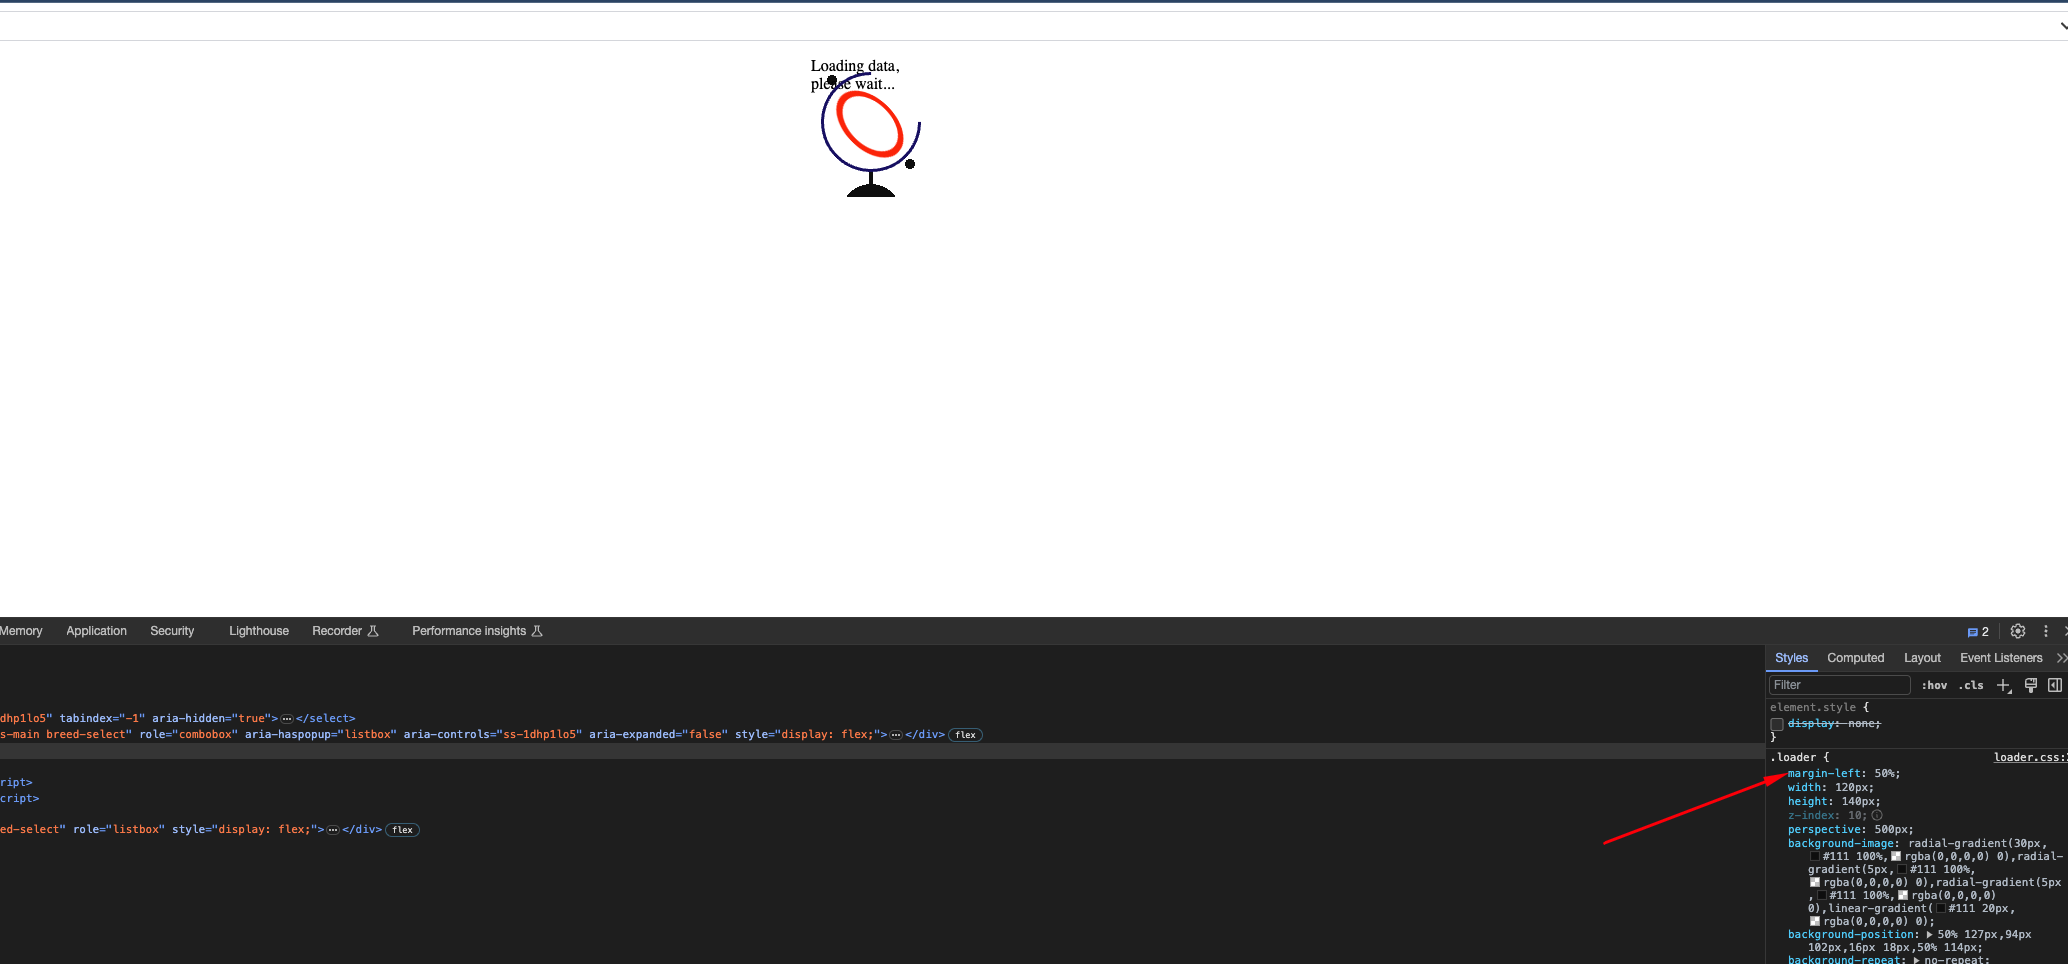 Loading data,
please wait...
Memory Application Security Lighthouse Recorder Performance insights 2
Styles Computed Layout Event Listeners
Filter :hov .cls
element.style {
display: none;
}
.loader { loader.css:
margin-left: 50%;
width: 120px;
height: 140px;
z-index: 10;
perspective: 500px;
background-image: radial-gradient(30px,
#111 100%, rgba(0,0,0,0) 0),radial-
gradient(5px, #111 100%,
rgba(0,0,0,0) 0),radial-gradient(5px
, #111 100%, rgba(0,0,0,0)
0),linear-gradient( #111 20px,
rgba(0,0,0,0) 0);
background-position: 50% 127px,94px
102px,16px 18px,50% 114px;
background-repeat: no-repeat;
dhp1lo5" tabindex="-1" aria-hidden="true"></select>
s-main breed-select" role="combobox" aria-haspopup="listbox" aria-controls="ss-1dhp1lo5" aria-expanded="false" style="display: flex;"></div> flex
ript>
cript>
ed-select" role="listbox" style="display: flex;"></div> flex